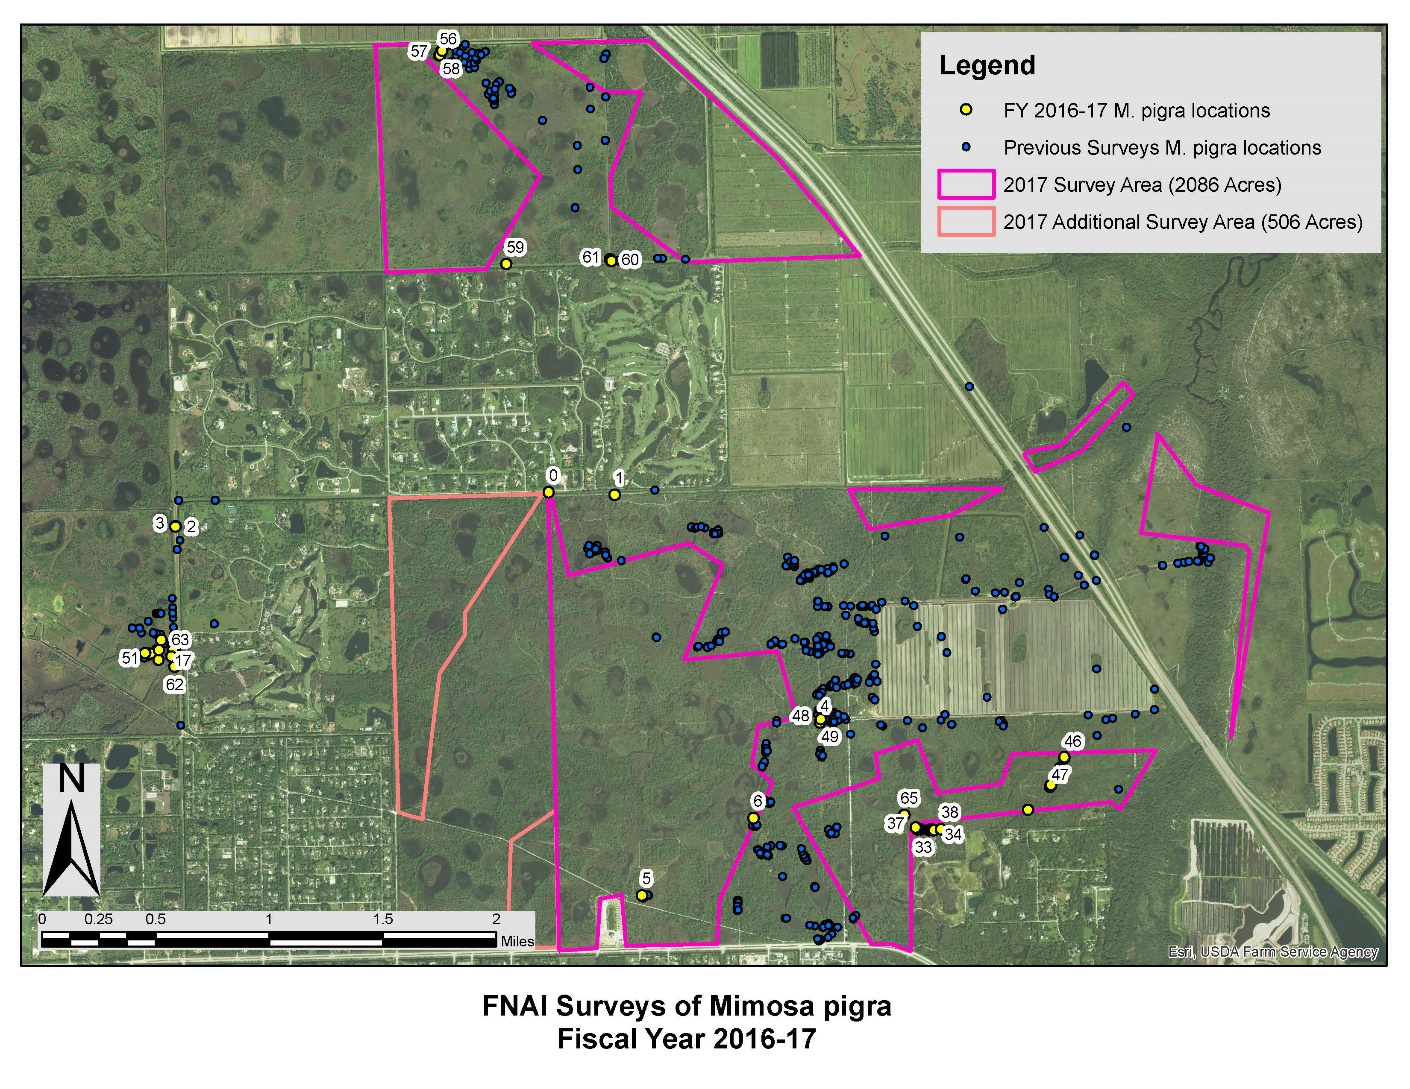 Legend
FY 2016-17 M. pigra locations
Previous Surveys M. pigra locations
2017 Survey Area (2086 Acres)
2017 Additional Survey Area (506 Acres)
56
57
58
59
61
60
0
1
3
2
63
51
17
62
4
48
49
46
47
6
65
38
37
34
33
5
N
0 0.25 0.5 1 1.5 2
Miles
Esri, USDA Farm Service Agency
FNAI Surveys of Mimosa pigra
Fiscal Year 2016-17